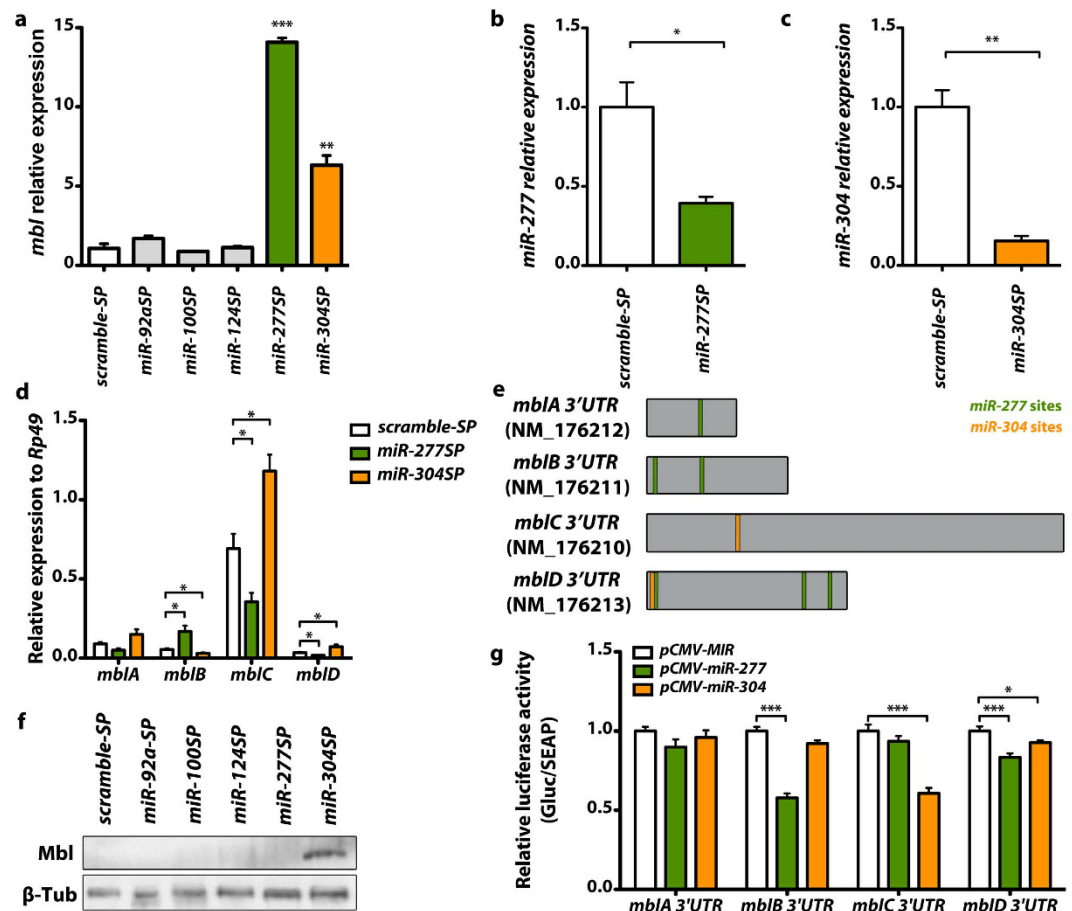 a
mbl relative expression
15
10
5
0
***
**
scramble-SP
miR-92aSP
miR-100SP
miR-124SP
miR-277SP
miR-304SP
b
miR-277 relative expression
1.5
1.0
0.5
0.0
*
scramble-SP
miR-277SP
c
miR-304 relative expression
1.5
1.0
0.5
0.0
**
scramble-SP
miR-304SP
d
Relative expression to Rp49
1.5
1.0
0.5
0.0
*
*
*
*
*
*
scramble-SP
miR-277SP
miR-304SP
mblA
mblB
mblC
mblD
e
mblA 3’UTR
(NM_176212)
mblB 3’UTR
(NM_176211)
mblC 3’UTR
(NM_176210)
mblD 3’UTR
(NM_176213)
miR-277 sites
miR-304 sites
f
scramble-SP
miR-92a-SP
miR-100SP
miR-124SP
miR-277SP
miR-304SP
Mbl
β-Tub
g
pCMV-MIR
pCMV-miR-277
pCMV-miR-304
Relative luciferase activity
(Gluc/SEAP)
1.0
0.5
0.0
***
***
*
***
mblA 3'UTR
mblB 3'UTR
mblC 3'UTR
mblD 3'UTR